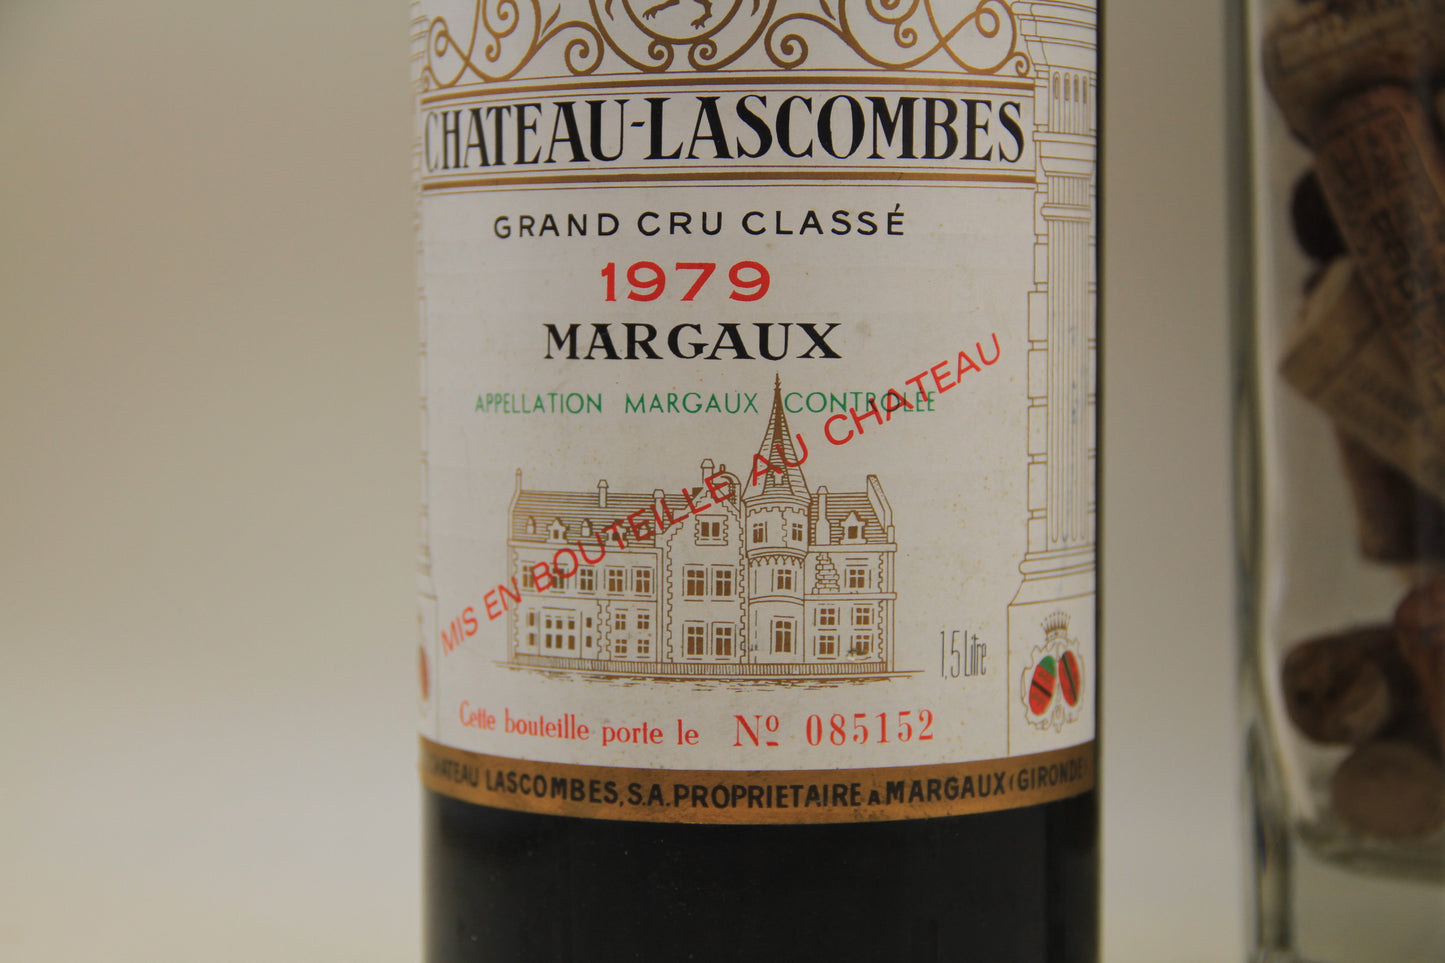 CHATEAU-LASCOMBES
GRAND CRU CLASSÉ
1979
MARGAUX
APPELLATION MARGAUX CONTROLÉE
MIS EN BOUTEILLE AU CHATEAU
1,5 Litre
Cette bouteille porte le Nº 085152
CHATEAU LASCOMBES, S.A. PROPRIETAIRE A MARGAUX (GIRONDE)